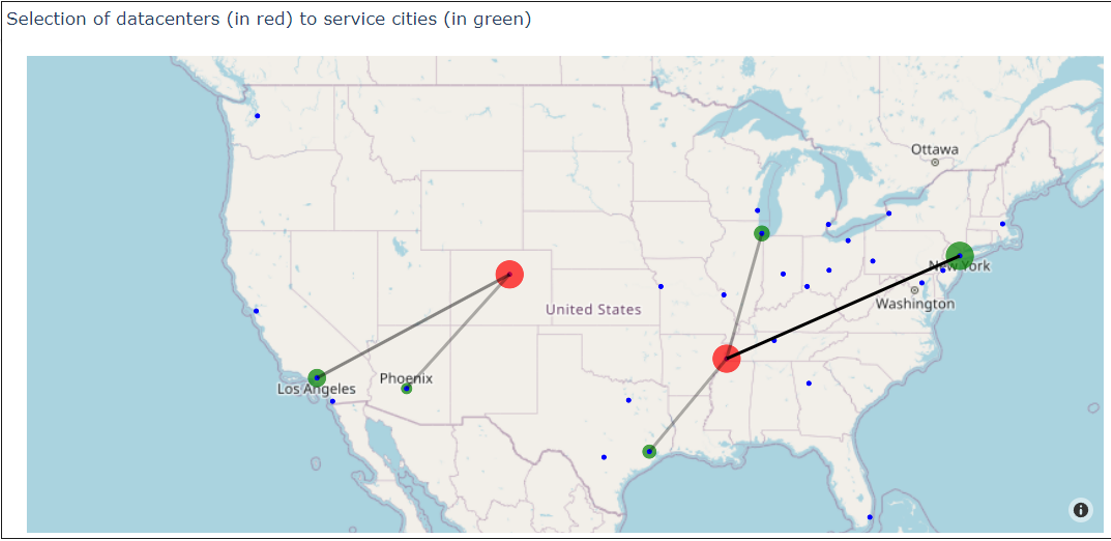 Selection of datacenters (in red) to service cities (in green)
Ottawa
New York
Washington
United States
Phoenix
Los Angeles
i